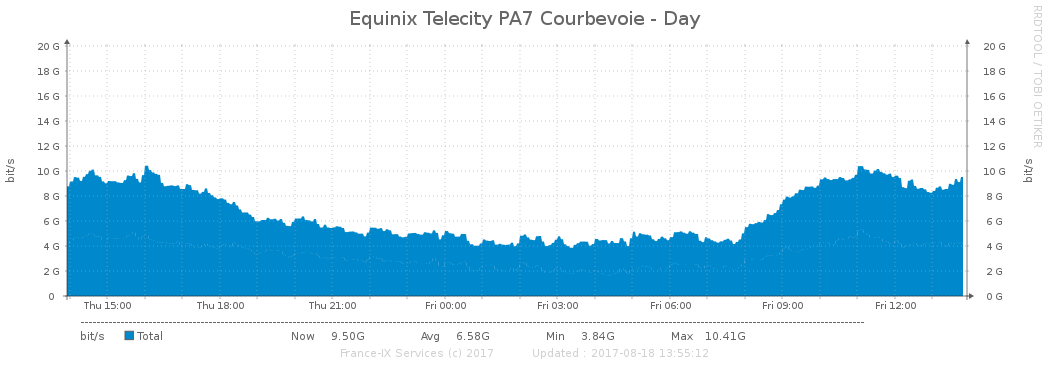 Equinix Telecity PA7 Courbevoie - Day
RRDTOOL / TOBI OETIKER
bit/s
20 G 20 G
18 G 18 G
16 G 16 G
14 G 14 G
12 G 12 G
10 G 10 G
8 G 8 G
6 G 6 G
4 G 4 G
2 G 2 G
0 0 G
bit/s
Thu 15:00 Thu 18:00 Thu 21:00 Fri 00:00 Fri 03:00 Fri 06:00 Fri 09:00 Fri 12:00
bit/s Total Now 9.50G Avg 6.58G Min 3.84G Max 10.41G
France-IX Services (c) 2017 Updated : 2017-08-18 13:55:12